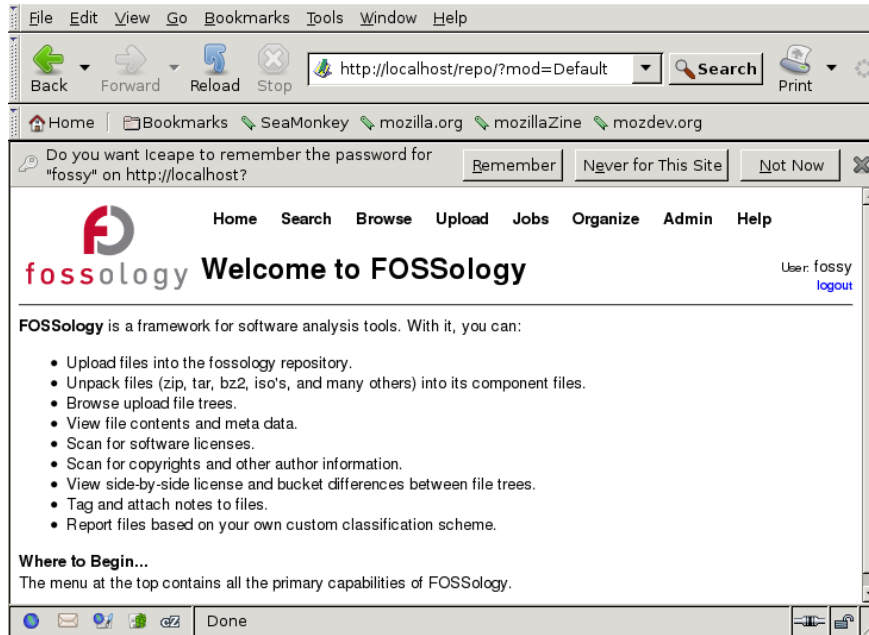 File Edit View Go Bookmarks Tools Window Help
http://localhost/repo/?mod=Default Search
Back Forward Reload Stop Print
Home Bookmarks SeaMonkey mozilla.org mozillaZine mozdev.org
Do you want Iceape to remember the password for
"fossy" on http://localhost?
Remember Never for This Site Not Now
Home Search Browse Upload Jobs Organize Admin Help
fossology
Welcome to FOSSology
User: fossy
logout
FOSSology is a framework for software analysis tools. With it, you can:
• Upload files into the fossology repository.
• Unpack files (zip, tar, bz2, iso's, and many others) into its component files.
• Browse upload file trees.
• View file contents and meta data.
• Scan for software licenses.
• Scan for copyrights and other author information.
• View side-by-side license and bucket differences between file trees.
• Tag and attach notes to files.
• Report files based on your own custom classification scheme.
Where to Begin...
The menu at the top contains all the primary capabilities of FOSSology.
cZ Done